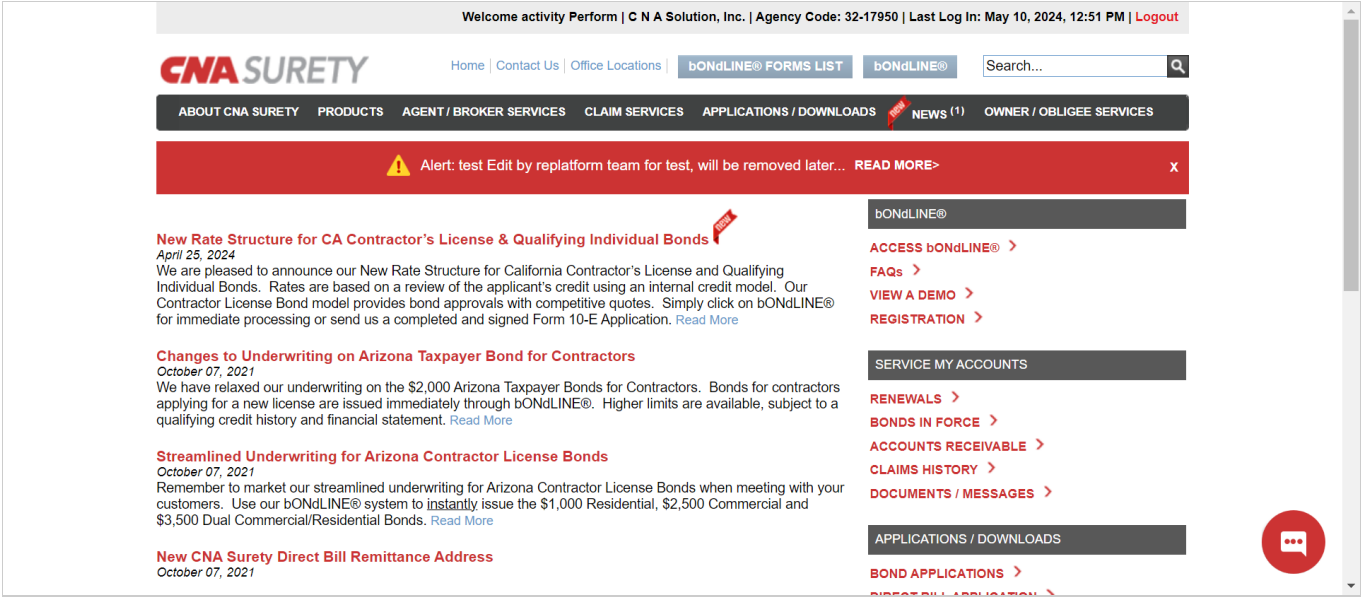 Welcome activity Perform | C N A Solution, Inc. | Agency Code: 32-17950 | Last Log In: May 10, 2024, 12:51 PM | Logout
CNA SURETY
Home | Contact Us | Office Locations |
bONdLINE® FORMS LIST
bONdLINE®
Search...
ABOUT CNA SURETY PRODUCTS AGENT / BROKER SERVICES CLAIM SERVICES APPLICATIONS / DOWNLOADS new NEWS (1) OWNER / OBLIGEE SERVICES
Alert: test Edit by replatform team for test, will be removed later... READ MORE> X
New Rate Structure for CA Contractor's License & Qualifying Individual Bonds new
April 25, 2024
We are pleased to announce our New Rate Structure for California Contractor's License and Qualifying
Individual Bonds. Rates are based on a review of the applicant's credit using an internal credit model. Our
Contractor License Bond model provides bond approvals with competitive quotes. Simply click on bONdLINE®
for immediate processing or send us a completed and signed Form 10-E Application. Read More
Changes to Underwriting on Arizona Taxpayer Bond for Contractors
October 07, 2021
We have relaxed our underwriting on the $2,000 Arizona Taxpayer Bonds for Contractors. Bonds for contractors
applying for a new license are issued immediately through bONdLINE®. Higher limits are available, subject to a
qualifying credit history and financial statement. Read More
Streamlined Underwriting for Arizona Contractor License Bonds
October 07, 2021
Remember to market our streamlined underwriting for Arizona Contractor License Bonds when meeting with your
customers. Use our bONdLINE® system to instantly issue the $1,000 Residential, $2,500 Commercial and
$3,500 Dual Commercial/Residential Bonds. Read More
New CNA Surety Direct Bill Remittance Address
October 07, 2021
bONdLINE®
ACCESS bONdLINE®
FAQs
VIEW A DEMO
REGISTRATION
SERVICE MY ACCOUNTS
RENEWALS
BONDS IN FORCE
ACCOUNTS RECEIVABLE
CLAIMS HISTORY
DOCUMENTS / MESSAGES
APPLICATIONS / DOWNLOADS
BOND APPLICATIONS
DIRECT BILL APPLICATION